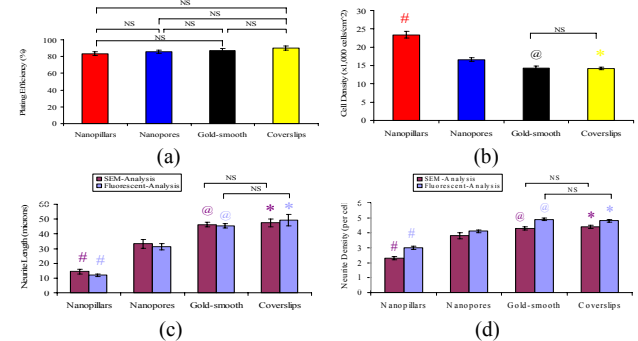 NS
NS
NS NS NS
NS
Plating Efficiency (%)
100
80
60
40
20
0
Nanopillars Nanopores Gold-smooth Coverslips
(a)
Cell Density (x1,000 cells/cm^2)
30
25
20
15
10
5
0
#
NS
@ *
Nanopillars Nanopores Gold-smooth Coverslips
(b)
SEM-Analysis
Fluorescent-Analysis
NS
NS
Neurite Length (microns)
60
50
40
30
20
10
0
# #
@ @
* *
Nanopillars Nanopores Gold-smooth Coverslips
(c)
SEM-Analysis
Fluorescent-Analysis
NS
NS
Neurite Density (per cell
5
4
3
2
1
0
# #
@ @
* *
Nanopillars Nanopores Gold-smooth Coverslips
(d)